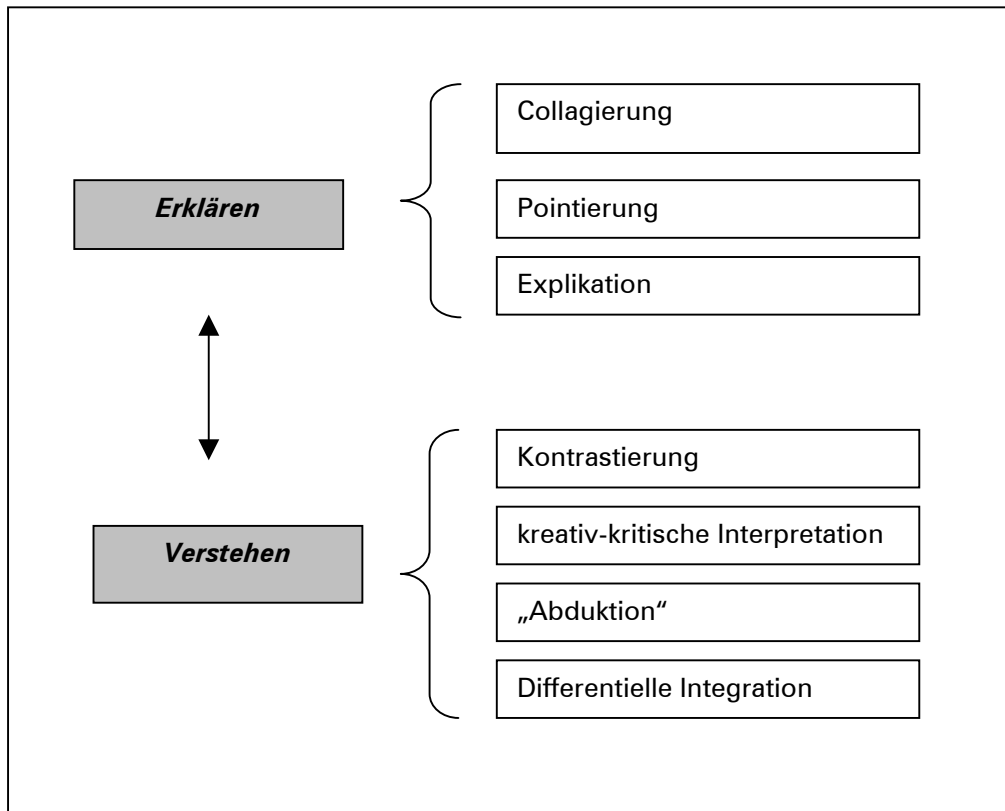 Erklären
Collagierung
Pointierung
Explikation
Verstehen
Kontrastierung
kreativ-kritische Interpretation
„Abduktion“
Differentielle Integration